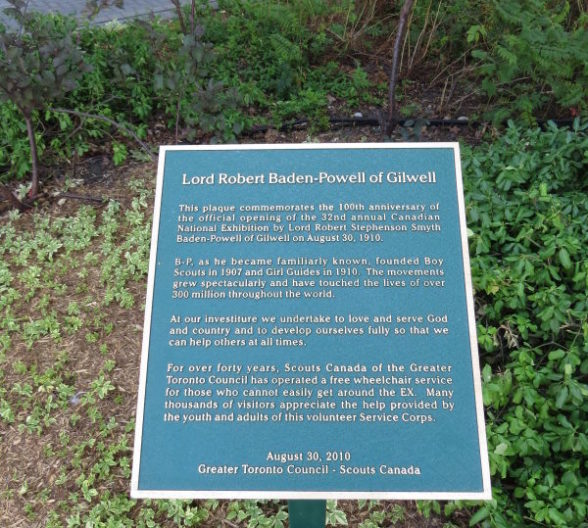 Lord Robert Baden-Powell of Gilwell
This plaque commemorates the 100th anniversary of
the official opening of the 32nd annual Canadian
National Exhibition by Lord Robert Stephenson Smyth
Baden-Powell of Gilwell on August 30, 1910.
B-P, as he became familiarly known, founded Boy
Scouts in 1907 and Girl Guides in 1910. The movements
grew spectacularly and have touched the lives of over
300 million throughout the world.
At our investiture we undertake to love and serve God
and country and to develop ourselves fully so that we
can help others at all times.
For over forty years, Scouts Canada of the Greater
Toronto Council has operated a free wheelchair service
for those who cannot easily get around the EX. Many
thousands of visitors appreciate the help provided by
the youth and adults of this volunteer Service Corps.
August 30, 2010
Greater Toronto Council - Scouts Canada